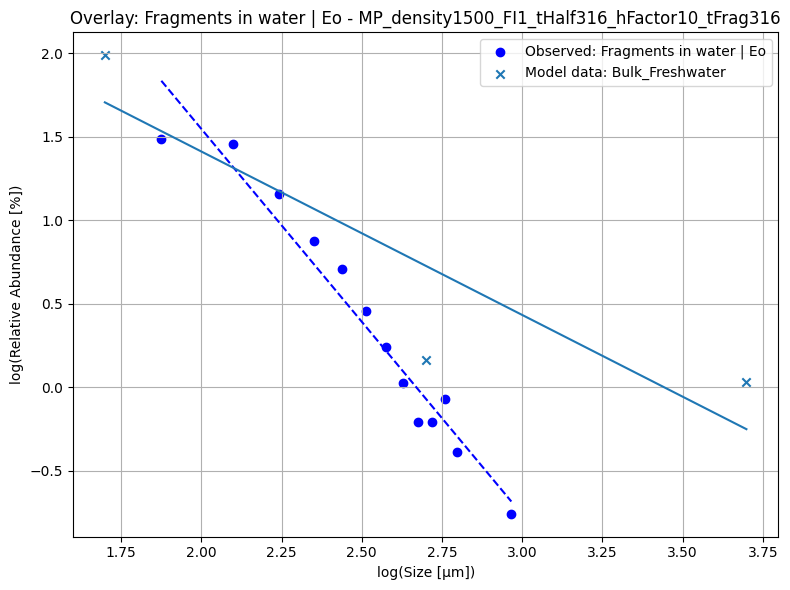 Overlay: Fragments in water | Eo - MP_density1500_FI1_tHalf316_hFactor10_tFrag316
Observed: Fragments in water | Eo
Model data: Bulk_Freshwater
log(Relative Abundance [%])
2.0
1.5
1.0
0.5
0.0
−0.5
1.75 2.00 2.25 2.50 2.75 3.00 3.25 3.50 3.75
log(Size [μm])